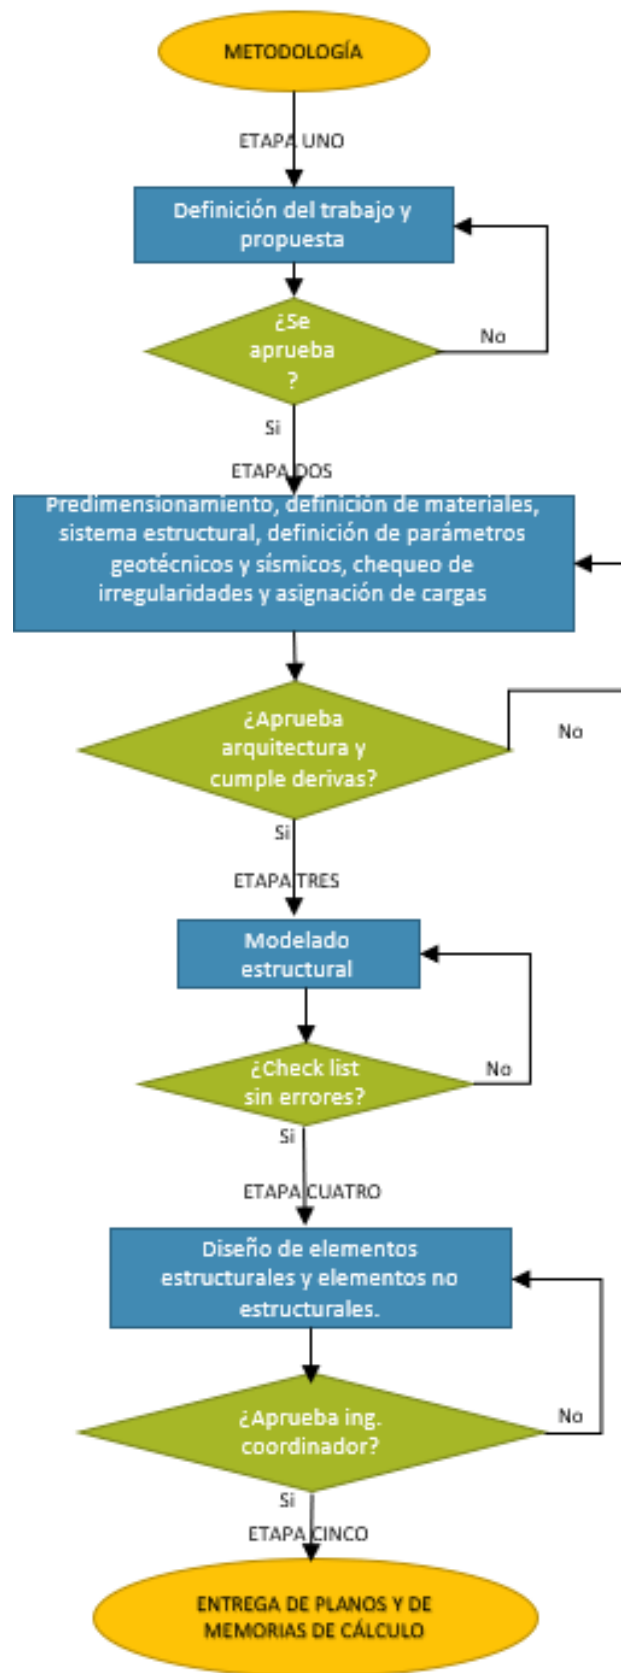 METODOLOGÍA
ETAPA UNO
Definición del trabajo y
propuesta
¿Se
aprueba
?
No
Si
ETAPA DOS
Predimensionamiento, definición de materiales,
sistema estructural, definición de parámetros
geotécnicos y sísmicos, chequeo de
irregularidades y asignación de cargas
¿Aprueba
arquitectura y
cumple derivas?
No
Si
ETAPA TRES
Modelado
estructural
¿Check list
sin errores?
No
Si
ETAPA CUATRO
Diseño de elementos
estructurales y elementos no
estructurales.
¿Aprueba ing.
coordinador?
No
Si
ETAPA CINCO
ENTREGA DE PLANOS Y DE
MEMORIAS DE CÁLCULO